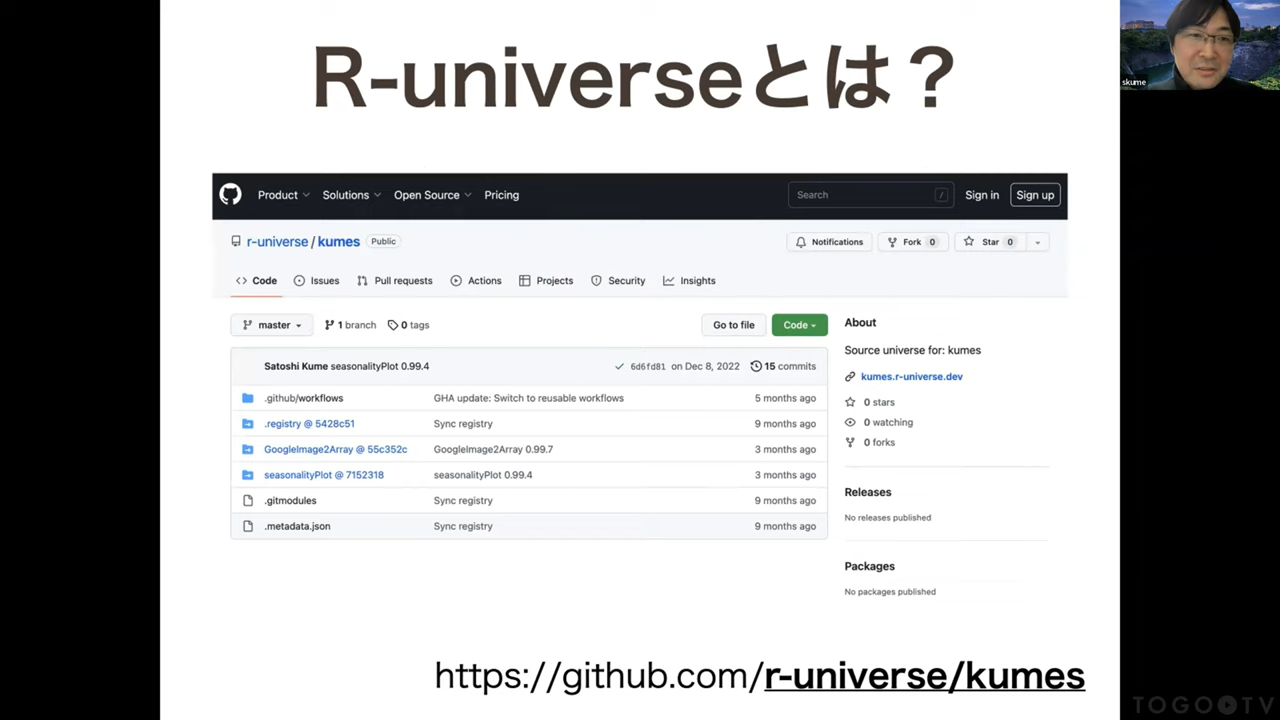 R-universeとは？
skume
Product Solutions Open Source Pricing Search / Sign in Sign up
r-universe / kumes Public Notifications Fork 0 Star 0
Code Issues Pull requests Actions Projects Security Insights
master 1 branch 0 tags Go to file Code
Satoshi Kume seasonalityPlot 0.99.4 6d6fd81 on Dec 8, 2022 15 commits
.github/workflows GHA update: Switch to reusable workflows 5 months ago
.registry @ 5428c51 Sync registry 9 months ago
GoogleImage2Array @ 55c352c GoogleImage2Array 0.99.7 3 months ago
seasonalityPlot @ 7152318 seasonalityPlot 0.99.4 3 months ago
.gitmodules Sync registry 9 months ago
.metadata.json Sync registry 9 months ago
About
Source universe for: kumes
kumes.r-universe.dev
0 stars
0 watching
0 forks
Releases
No releases published
Packages
No packages published
https://github.com/r-universe/kumes
TOGO TV